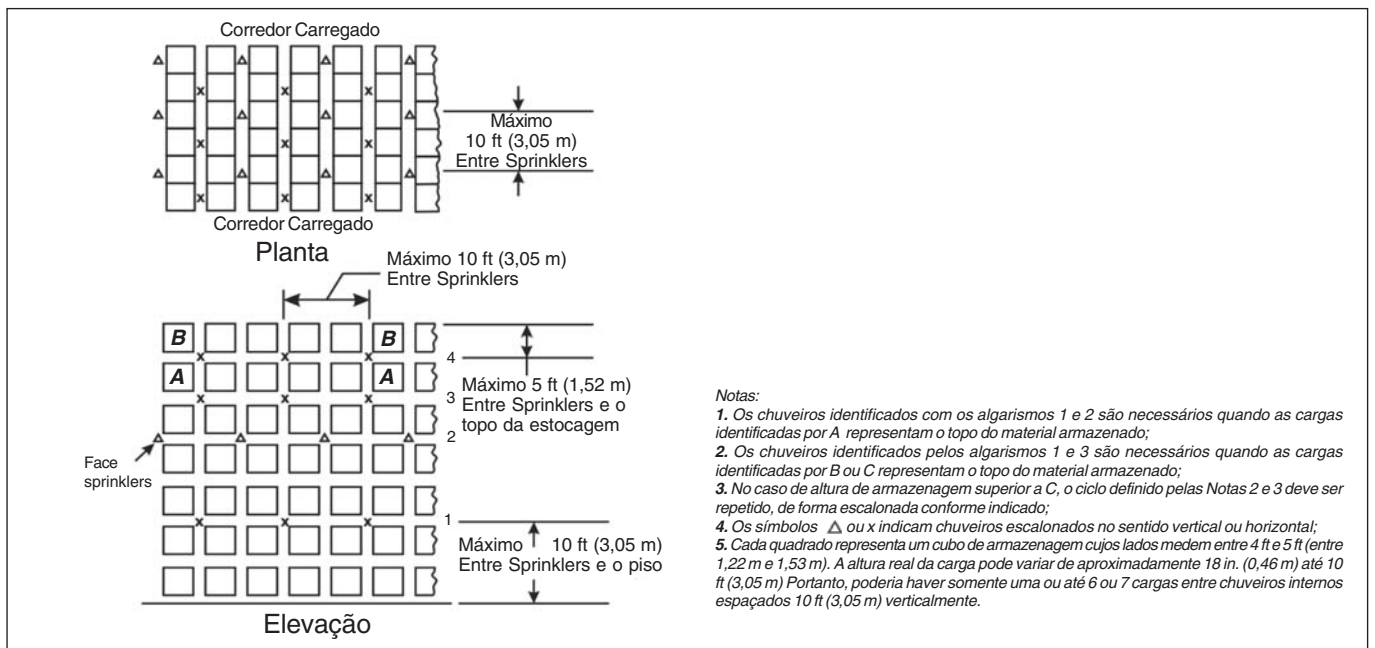 Corredor Carregado
Máximo
10 ft (3,05 m)
Entre Sprinklers
Corredor Carregado
Planta
Máximo 10 ft (3,05 m)
Entre Sprinklers
B B
4
A A
3
Máximo 5 ft (1,52 m)
Entre Sprinklers e o
topo da estocagem
2
Face
sprinklers
1
Máximo 10 ft (3,05 m)
Entre Sprinklers e o piso
Elevação
Notas:
1. Os chuveiros identificados com os algarismos 1 e 2 são necessários quando as cargas
identificadas por A representam o topo do material armazenado;
2. Os chuveiros identificados pelos algarismos 1 e 3 são necessários quando as cargas
identificadas por B ou C representam o topo do material armazenado;
3. No caso de altura de armazenagem superior a C, o ciclo definido pelas Notas 2 e 3 deve ser
repetido, de forma escalonada conforme indicado;
4. Os símbolos △ ou x indicam chuveiros escalonados no sentido vertical ou horizontal;
5. Cada quadrado representa um cubo de armazenagem cujos lados medem entre 4 ft e 5 ft (entre
1,22 m e 1,53 m). A altura real da carga pode variar de aproximadamente 18 in. (0,46 m) até 10
ft (3,05 m) Portanto, poderia haver somente uma ou até 6 ou 7 cargas entre chuveiros internos
espaçados 10 ft (3,05 m) verticalmente.